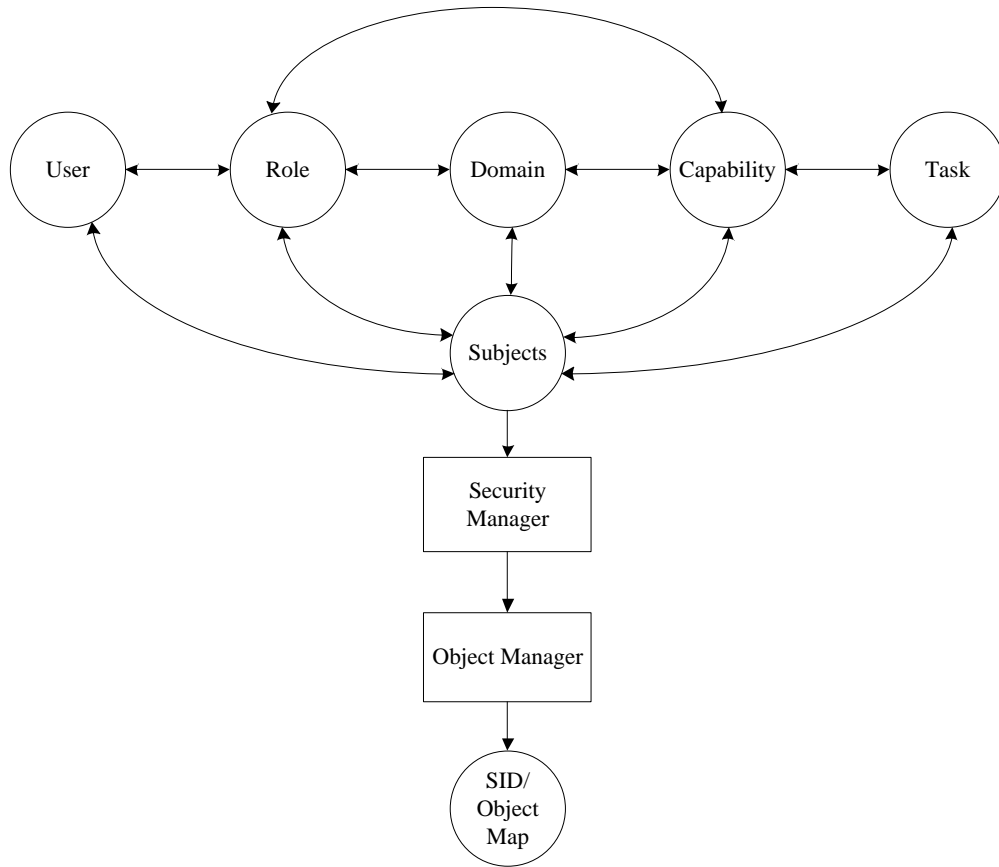 User
Role
Domain
Capability
Task
Subjects
Security
Manager
Object Manager
SID/
Object
Map